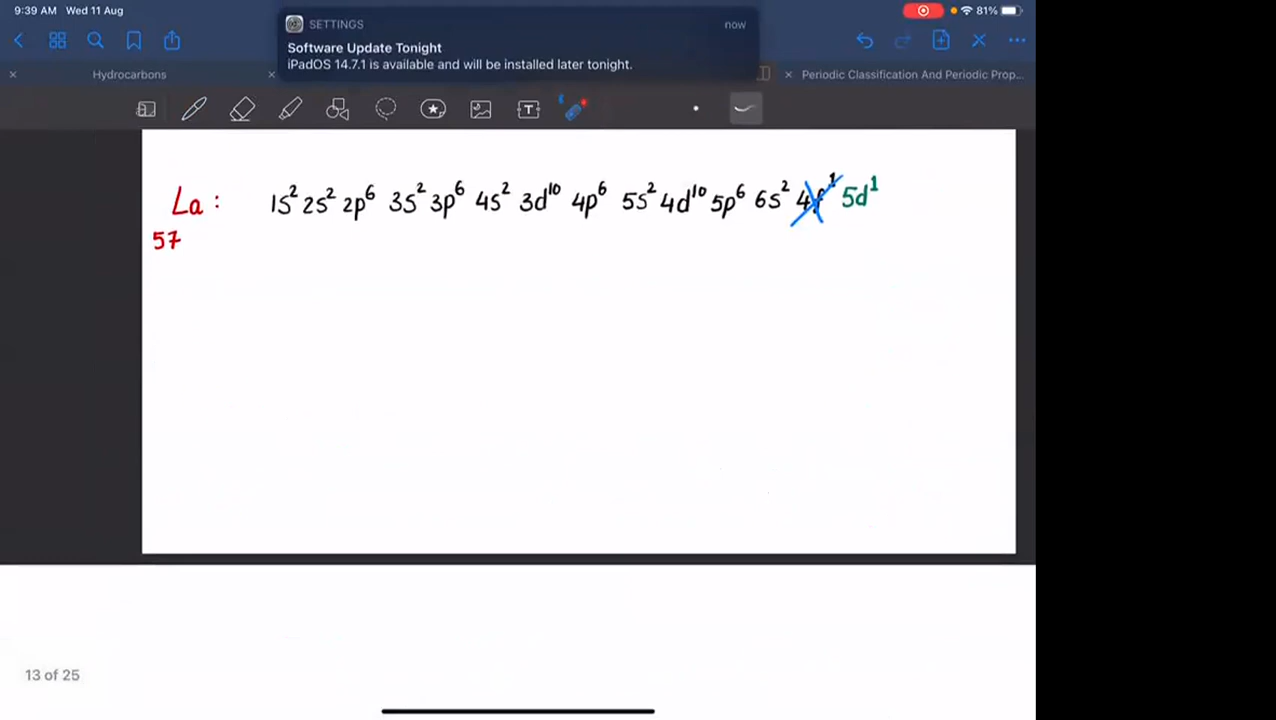 9:39 AM Wed 11 Aug
81%
SETTINGS
now
Software Update Tonight
iPadOS 14.7.1 is available and will be installed later tonight.
Hydrocarbons
Periodic Classification And Periodic Prop...
La : 1s² 2s² 2p⁶ 3s² 3p⁶ 4s² 3d¹⁰ 4p⁶ 5s² 4d¹⁰ 5p⁶ 6s² 4f¹ 5d¹
57
13 of 25